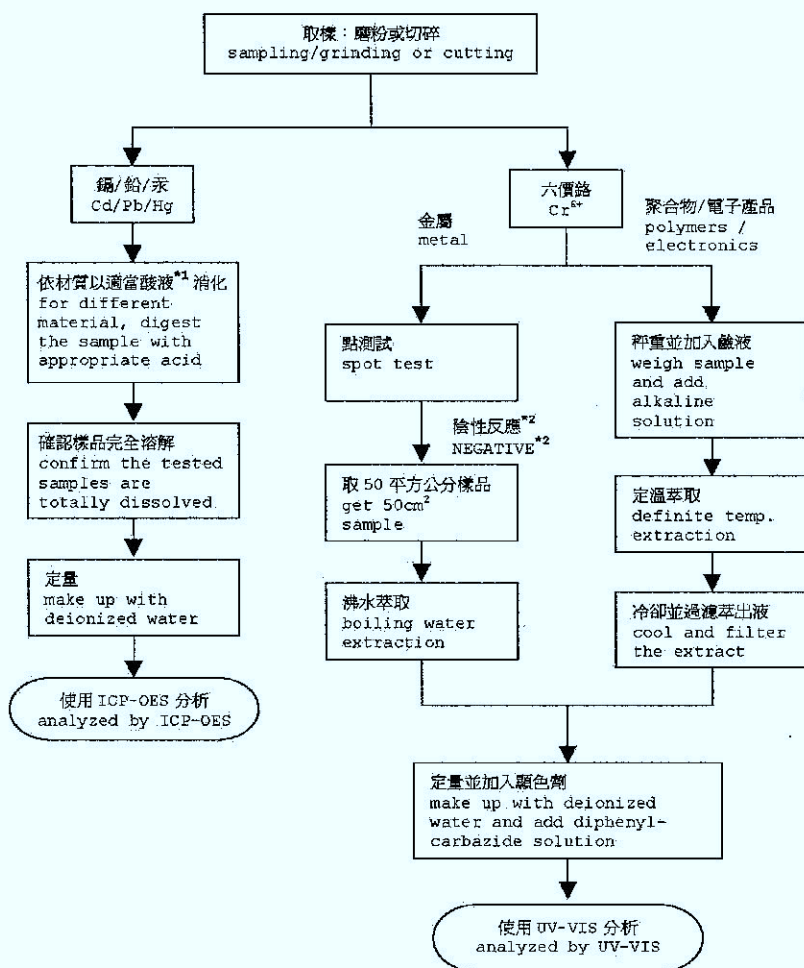 取樣：磨粉或切碎
sampling/grinding or cutting
鎘/鉛/汞
Cd/Pb/Hg
依材質以適當酸液*1 消化
for different
material, digest
the sample with
appropriate acid
確認樣品完全溶解
confirm the tested
samples are
totally dissolved
定量
make up with
deionized water
使用 ICP-OES 分析
analyzed by ICP-OES
六價鉻
Cr6+
金屬
metal
點測試
spot test
陰性反應*2
NEGATIVE*2
取 50 平方公分樣品
get 50cm2
sample
沸水萃取
boiling water
extraction
聚合物/電子產品
polymers /
electronics
秤重並加入鹼液
weigh sample
and add
alkaline
solution
定溫萃取
definite temp.
extraction
冷卻並過濾萃出液
cool and filter
the extract
定量並加入顯色劑
make up with deionized
water and add diphenyl-
carbazide solution
使用 UV-VIS 分析
analyzed by UV-VIS